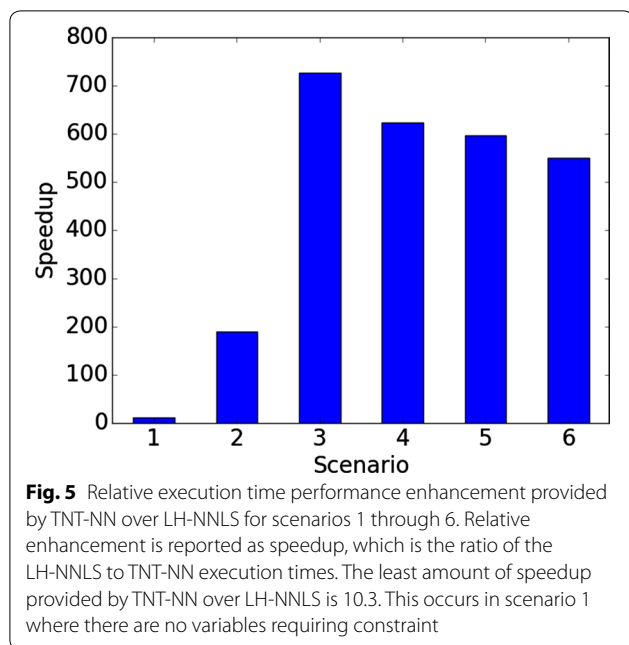 800
700
600
500
400
300
200
100
0
Speedup
1 2 3 4 5 6
Scenario
Fig. 5 Relative execution time performance enhancement provided
by TNT-NN over LH-NNLS for scenarios 1 through 6. Relative
enhancement is reported as speedup, which is the ratio of the
LH-NNLS to TNT-NN execution times. The least amount of speedup
provided by TNT-NN over LH-NNLS is 10.3. This occurs in scenario 1
where there are no variables requiring constraint